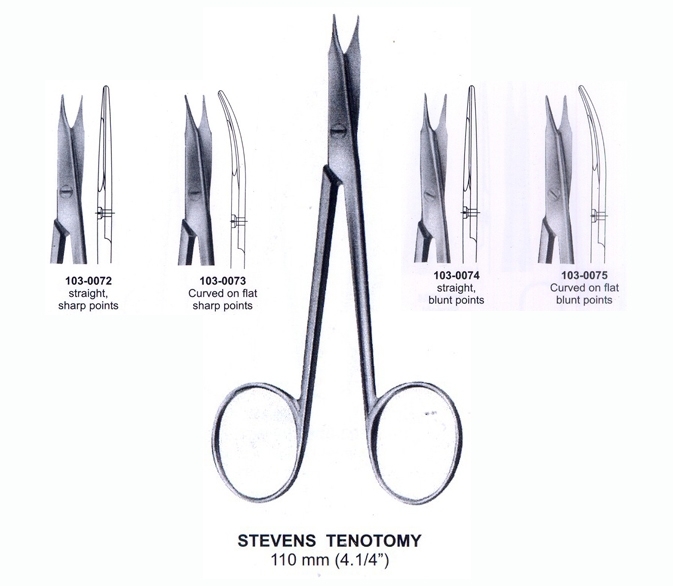 103-0072
straight,
sharp points
103-0073
Curved on flat
sharp points
103-0074
straight,
blunt points
103-0075
Curved on flat
blunt points
STEVENS TENOTOMY
110 mm (4.1/4”)